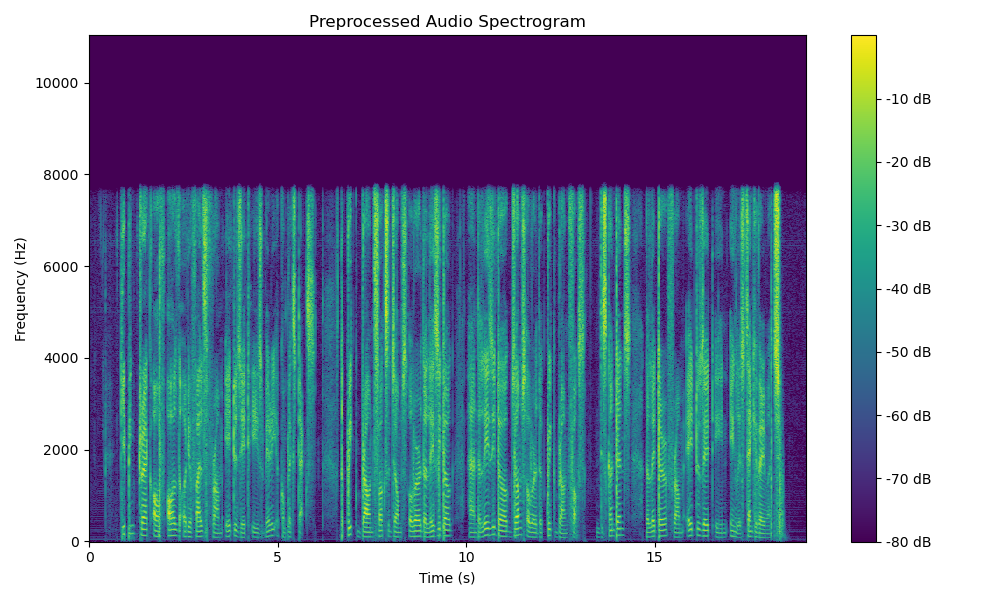 Preprocessed Audio Spectrogram
Frequency (Hz)
10000
8000
6000
4000
2000
0
0 5 10 15
Time (s)
-10 dB
-20 dB
-30 dB
-40 dB
-50 dB
-60 dB
-70 dB
-80 dB